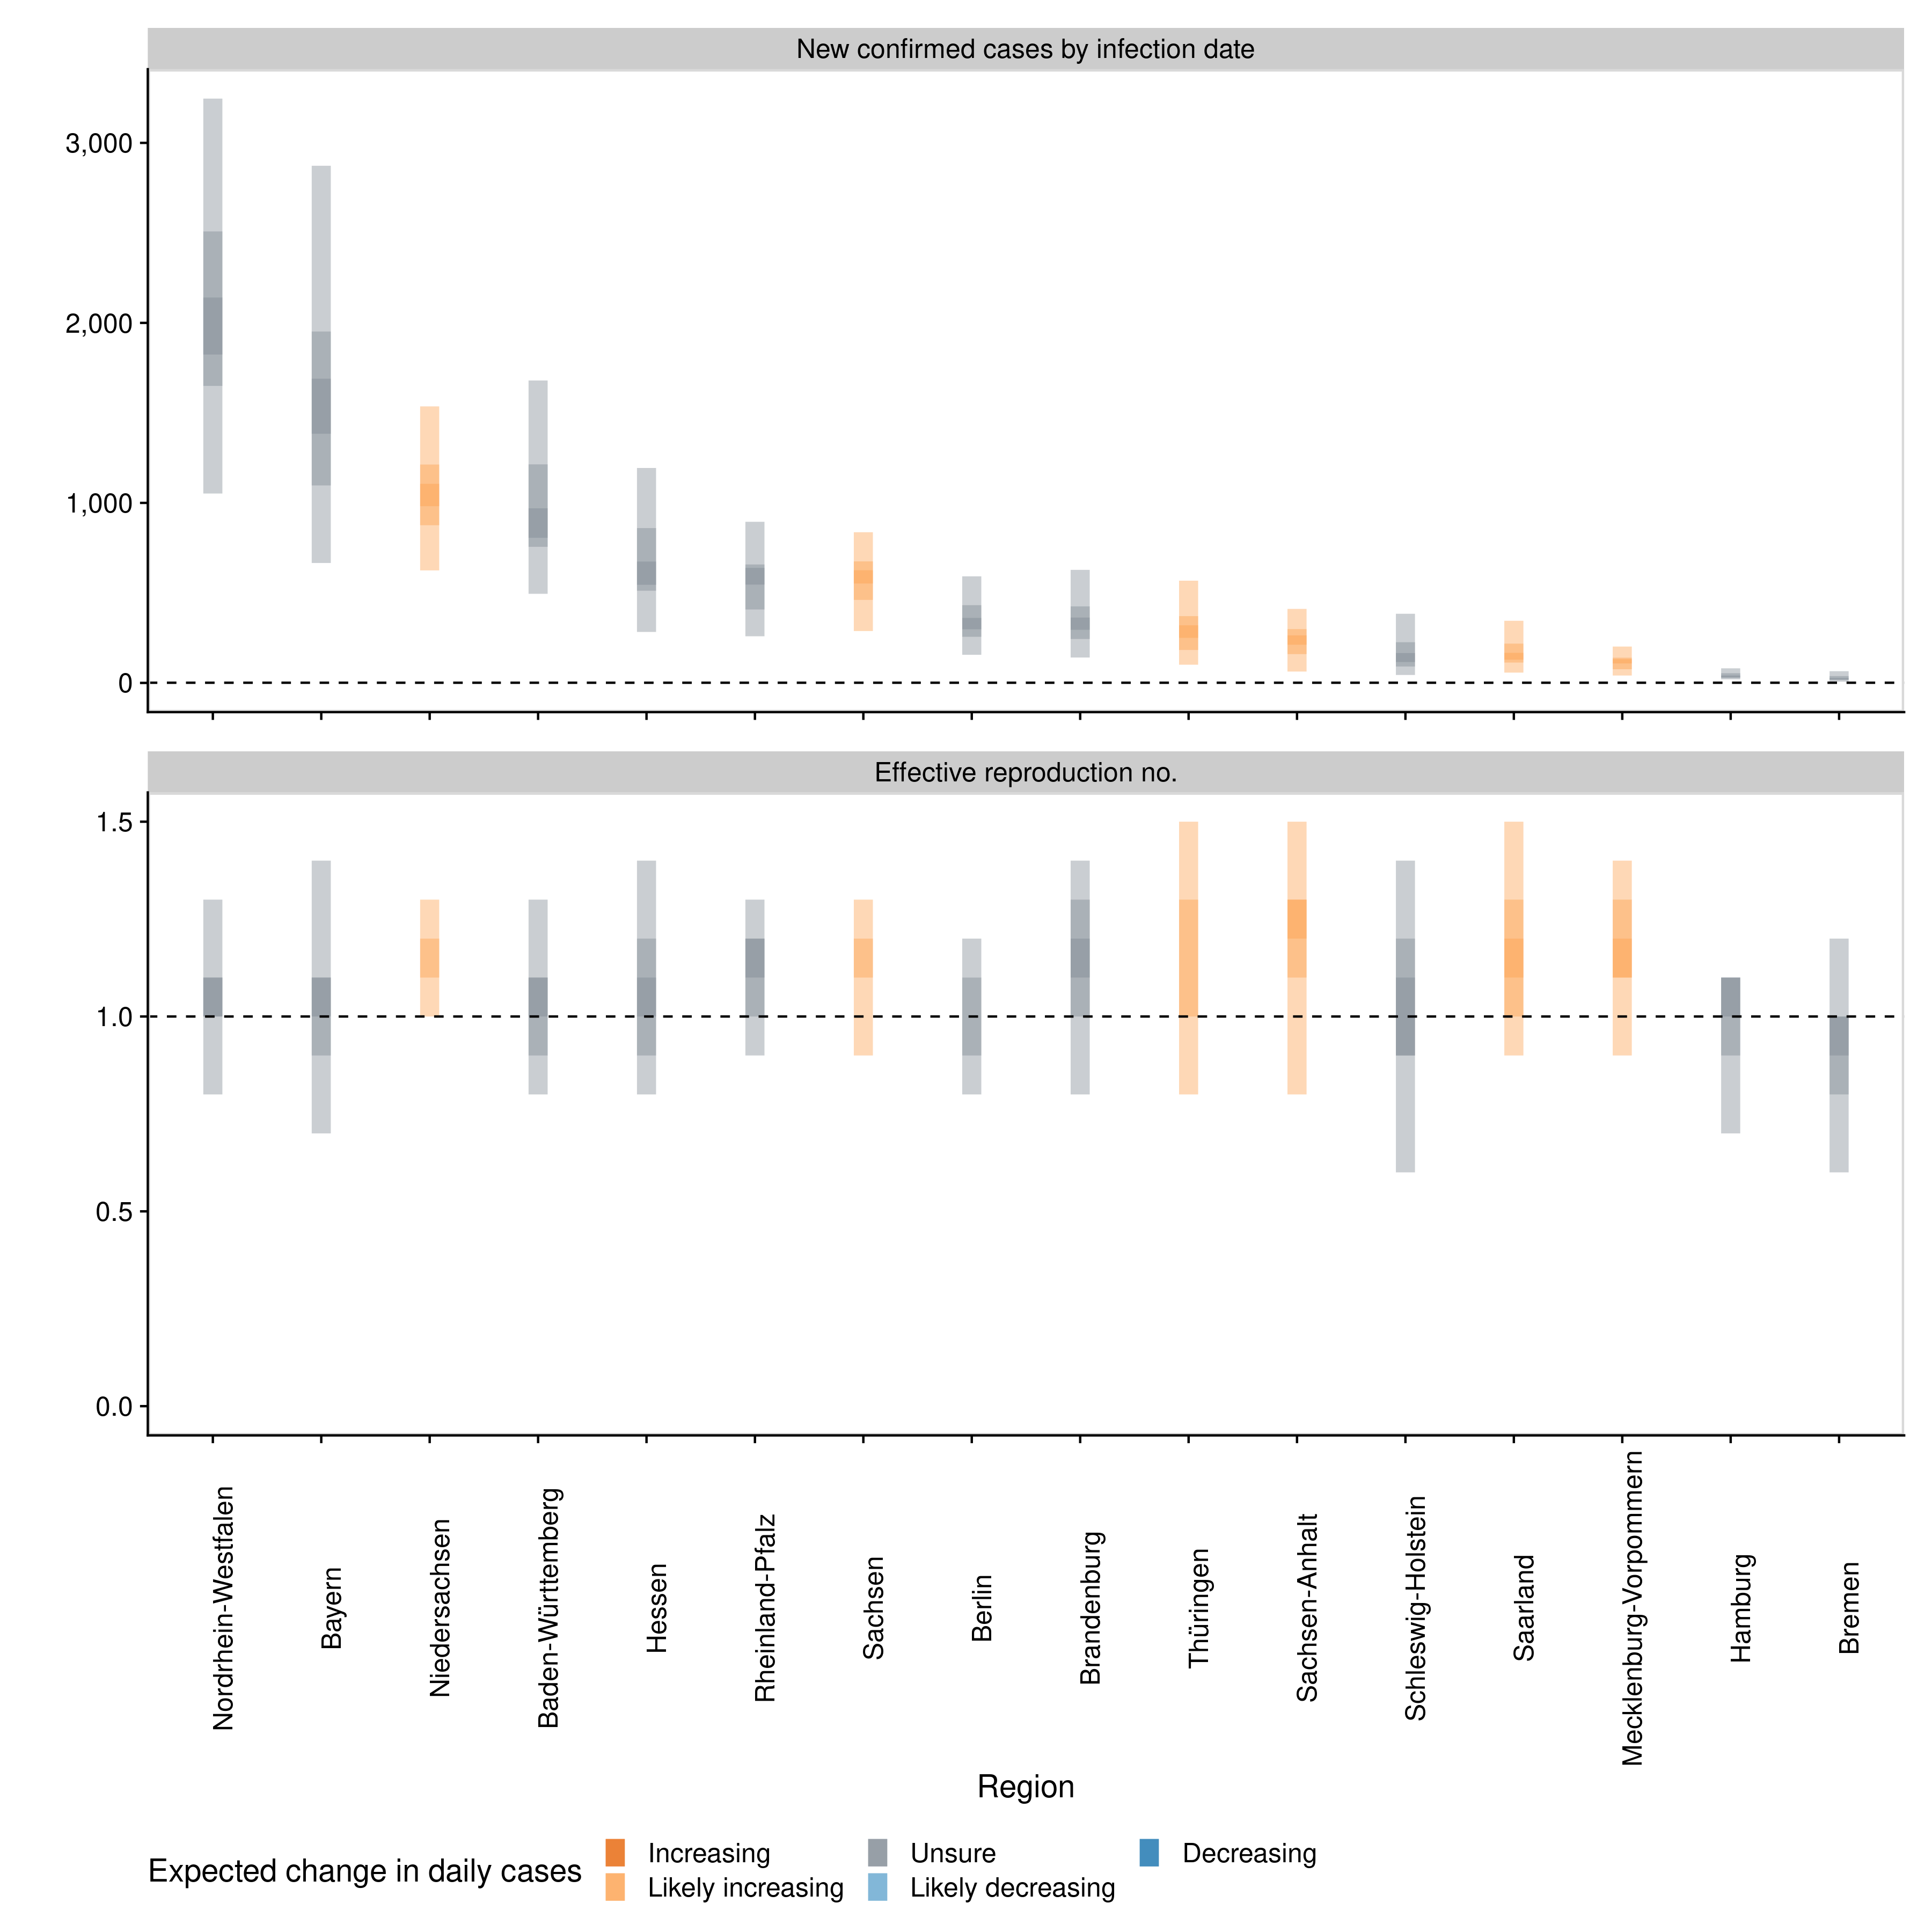 New confirmed cases by infection date
3,000
2,000
1,000
0
Effective reproduction no.
1.5
1.0
0.5
0.0
Nordrhein-Westfalen
Bayern
Niedersachsen
Baden-Württemberg
Hessen
Rheinland-Pfalz
Sachsen
Berlin
Brandenburg
Thüringen
Sachsen-Anhalt
Schleswig-Holstein
Saarland
Mecklenburg-Vorpommern
Hamburg
Bremen
Region
Expected change in daily cases
Increasing
Likely increasing
Unsure
Likely decreasing
Decreasing